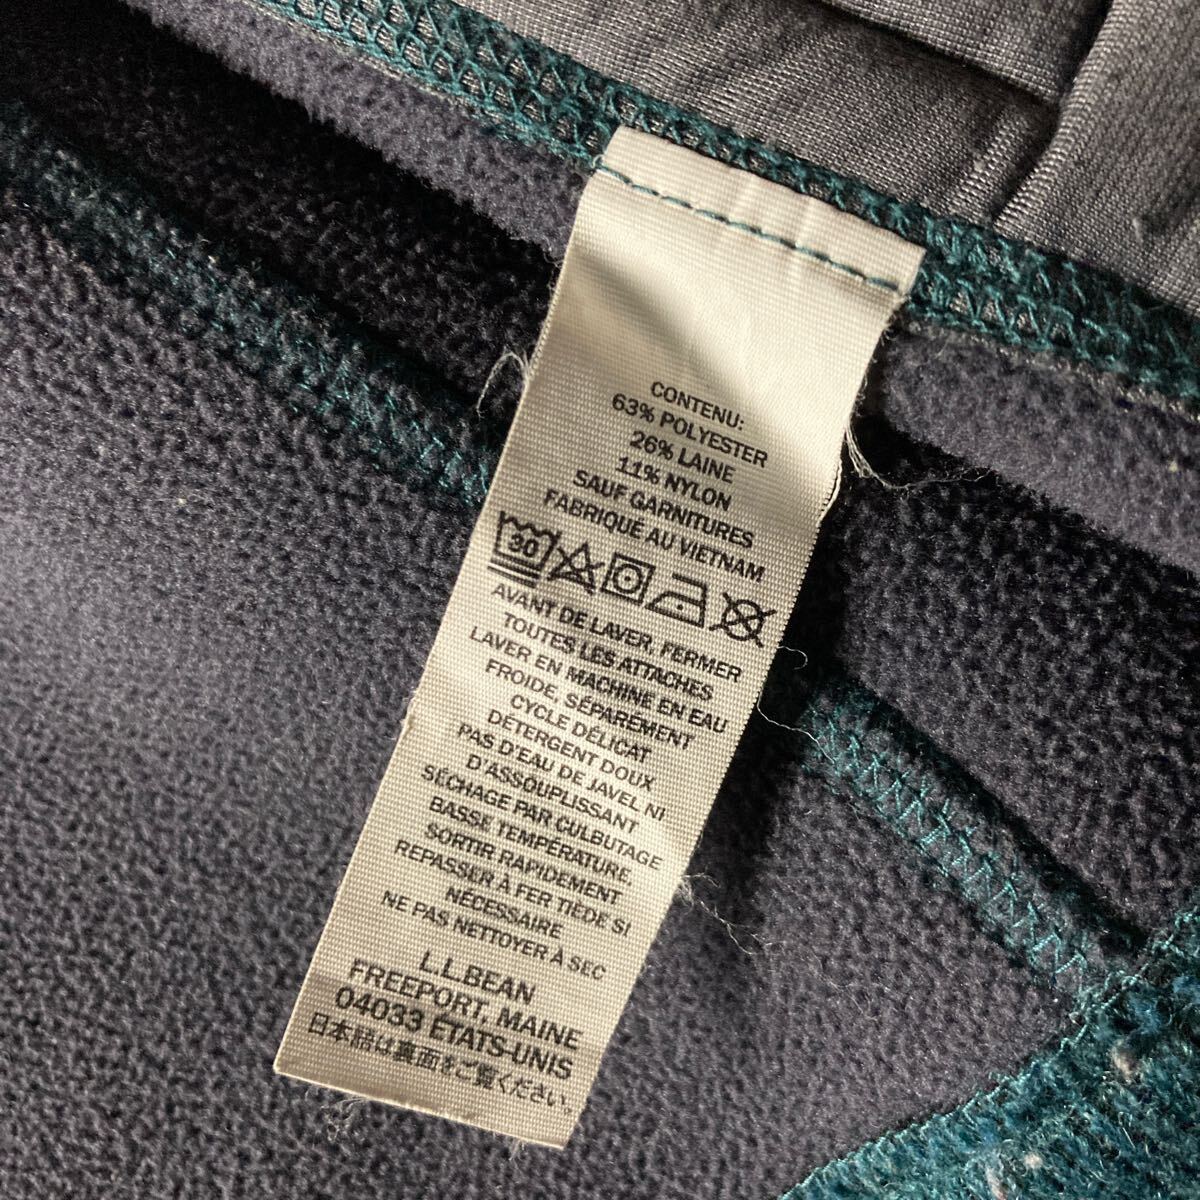 CONTENU:
63% POLYESTER
26% LAINE
11% NYLON
SAUF GARNITURES
FABRIQUÉ AU VIETNAM
30
AVANT DE LAVER, FERMER
TOUTES LES ATTACHES
LAVER EN MACHINE EN EAU
FROIDE, SÉPARÉMENT
CYCLE DÉLICAT
DÉTERGENT DOUX
PAS D'EAU DE JAVEL NI
D'ASSOUPLISSANT
SÉCHAGE PAR CULBUTAGE
BASSE TEMPÉRATURE,
SORTIR RAPIDEMENT
REPASSER À FER TIÈDE SI
NÉCESSAIRE
NE PAS NETTOYER À SEC
L.L.BEAN
FREEPORT, MAINE
04033 ÉTATS-UNIS
日本語は裏面をご覧ください。